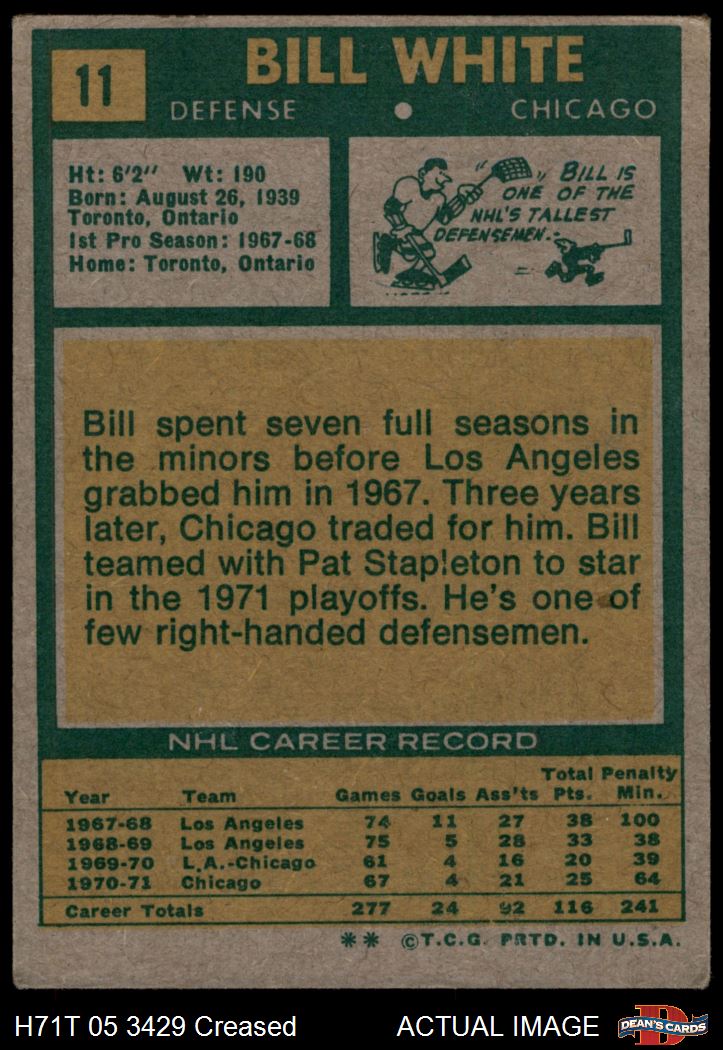 11
BILL WHITE
DEFENSE • CHICAGO
Ht: 6'2" Wt: 190
Born: August 26, 1939
Toronto, Ontario
1st Pro Season: 1967-68
Home: Toronto, Ontario
BILL IS
ONE OF THE
NHL'S TALLEST
DEFENSEMEN.
Bill spent seven full seasons in
the minors before Los Angeles
grabbed him in 1967. Three years
later, Chicago traded for him. Bill
teamed with Pat Stapleton to star
in the 1971 playoffs. He's one of
few right-handed defensemen.
NHL CAREER RECORD
Year Team Games Goals Ass'ts Total Pts. Penalty Min.
1967-68 Los Angeles 74 11 27 38 100
1968-69 Los Angeles 75 5 28 33 38
1969-70 L.A.-Chicago 61 4 16 20 39
1970-71 Chicago 67 4 21 25 64
Career Totals 277 24 92 116 241
** ©T.C.G. PRTD. IN U.S.A.
H71T 05 3429 Creased ACTUAL IMAGE
D
DEAN'S CARDS